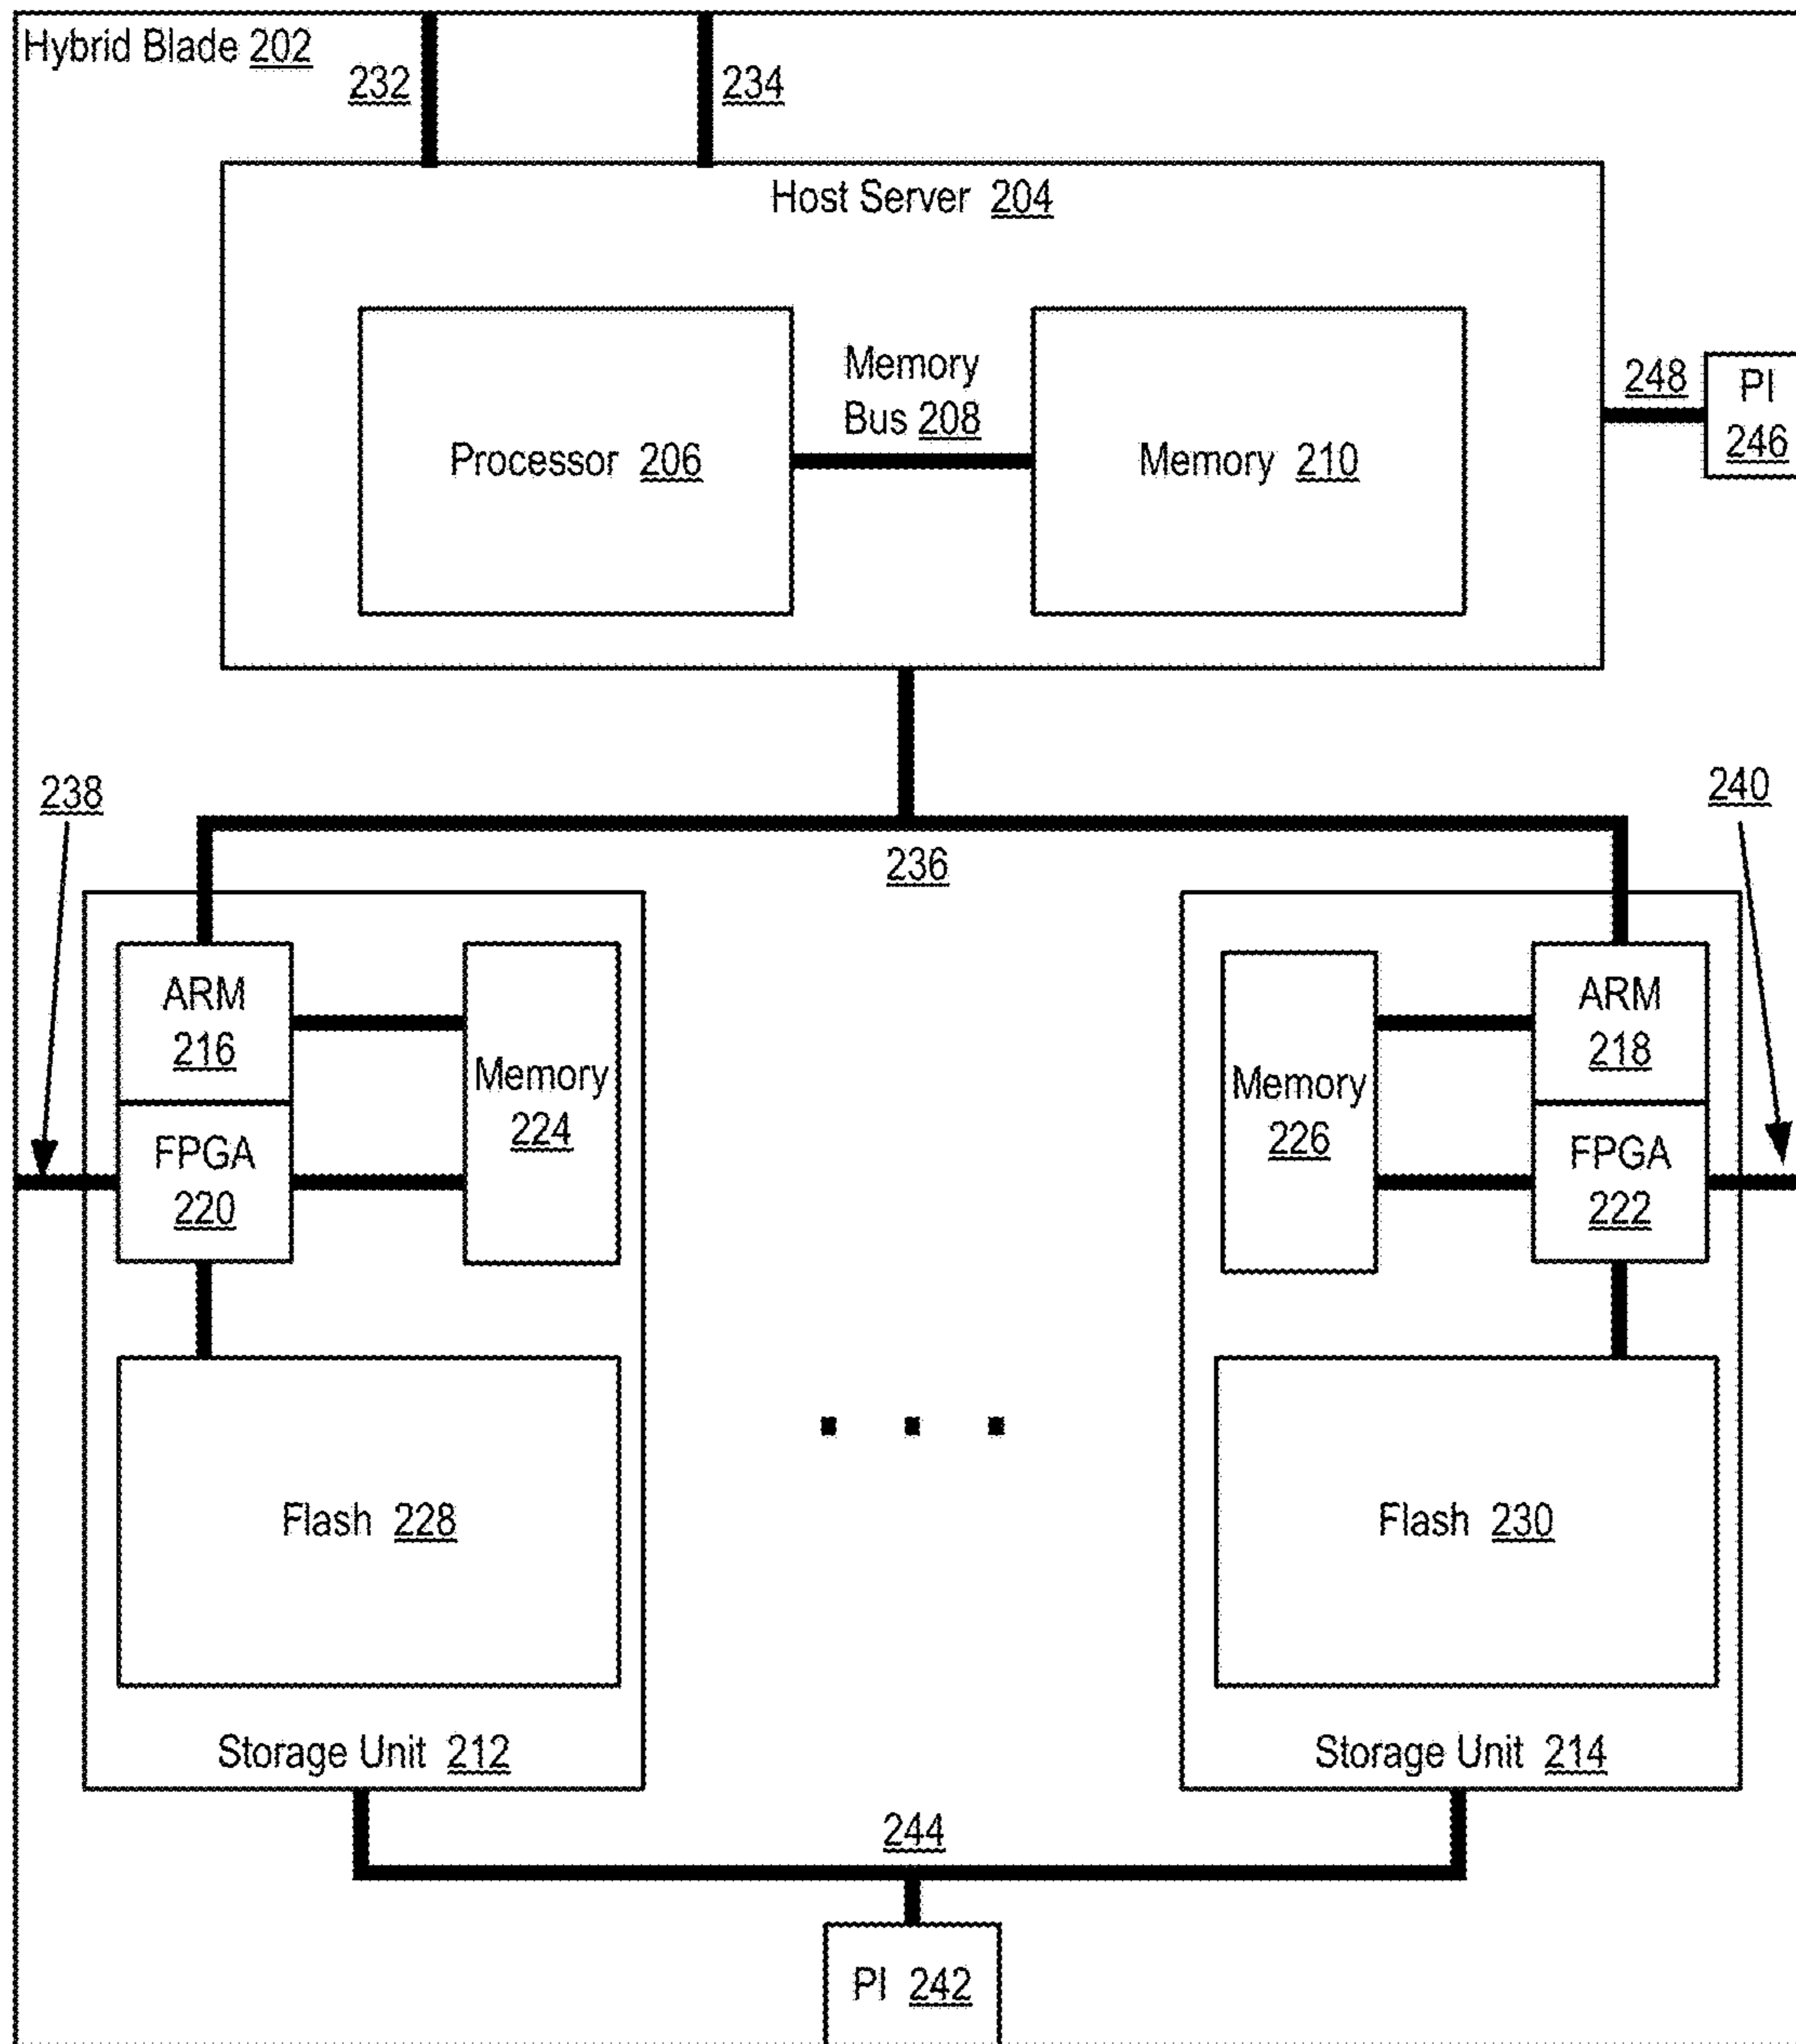 Hybrid Blade 202
232
234
Host Server 204
Processor 206
Memory
Bus 208
Memory 210
248
PI
246
238
240
236
ARM
216
FPGA
220
Memory
224
Memory
226
ARM
218
FPGA
222
Flash 228
Flash 230
Storage Unit 212
Storage Unit 214
244
PI 242